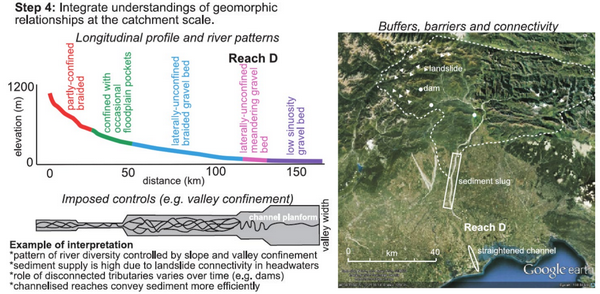 Step 4: Integrate understandings of geomorphic
relationships at the catchment scale.
Longitudinal profile and river patterns
Reach D
partly-confined
braided
confined with
occasional
floodplain pockets
laterally-unconfined
braided gravel bed
laterally-unconfined
meandering gravel
bed
low sinuosity
gravel bed
elevation (m)
1200
0
0
50
100
150
distance (km)
Imposed controls (e.g. valley confinement)
channel planform
valley width
Example of interpretation
*pattern of river diversity controlled by slope and valley confinement
*sediment supply is high due to landslide connectivity in headwaters
*role of disconnected tributaries varies over time (e.g. dams)
*channelised reaches convey sediment more efficiently
Buffers, barriers and connectivity
landslide
dam
sediment slug
Reach D
straightened channel
0
km
40
Google earth